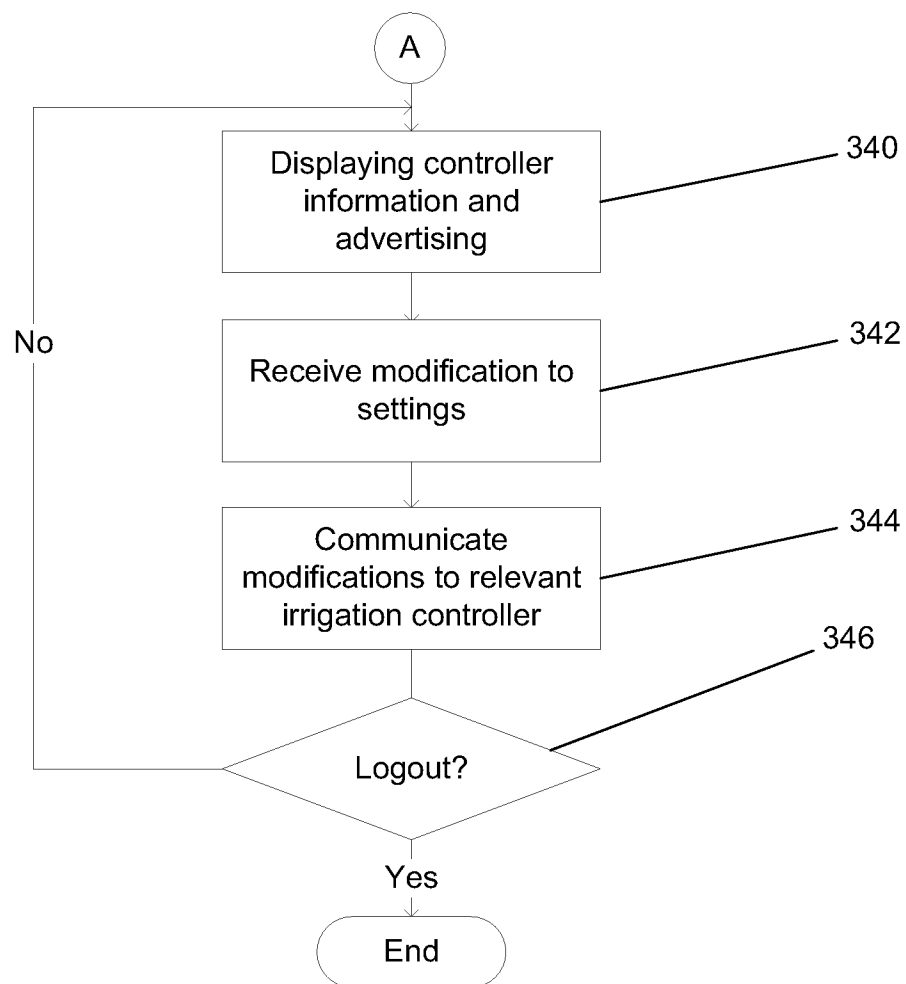 A
Displaying controller
information and
advertising
340
No
Receive modification to
settings
342
Communicate
modifications to relevant
irrigation controller
344
346
Logout?
Yes
End